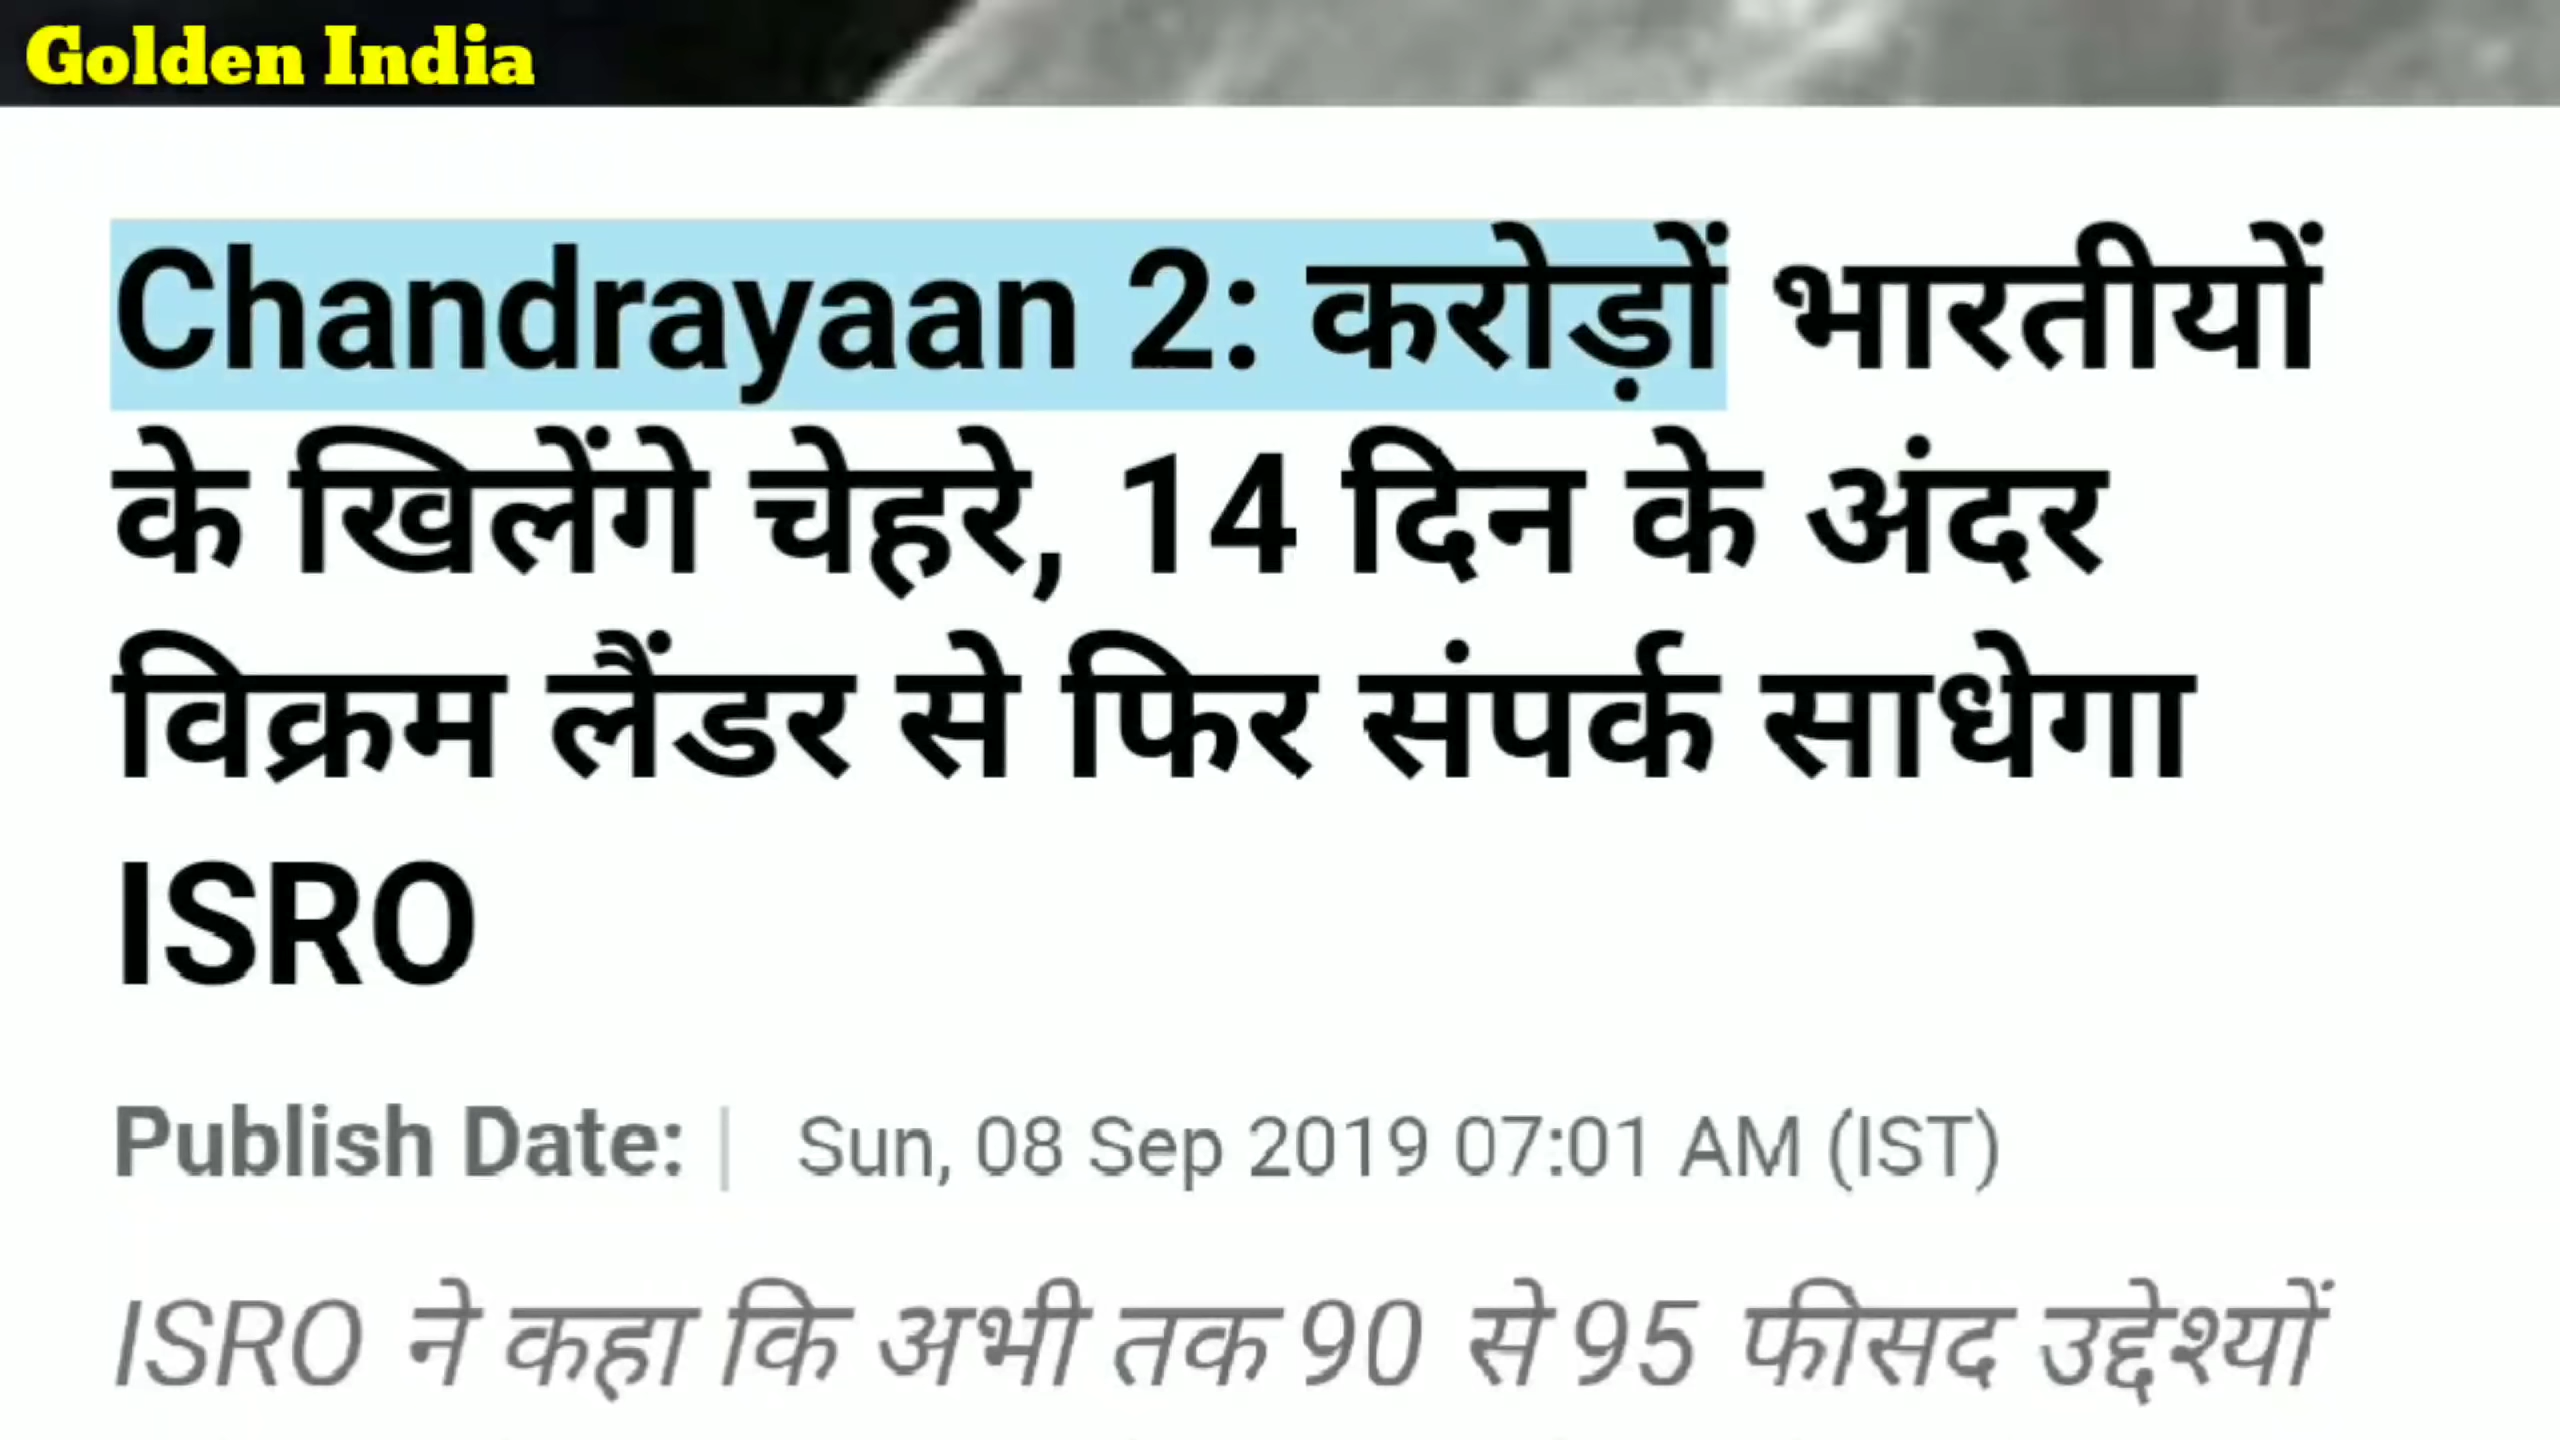 Golden India
Chandrayaan 2: करोड़ों भारतीयों
के खिलेंगे चेहरे, 14 दिन के अंदर
विक्रम लैंडर से फिर संपर्क साधेगा
ISRO
Publish Date: | Sun, 08 Sep 2019 07:01 AM (IST)
ISRO ने कहा कि अभी तक 90 से 95 फीसद उद्देश्यों